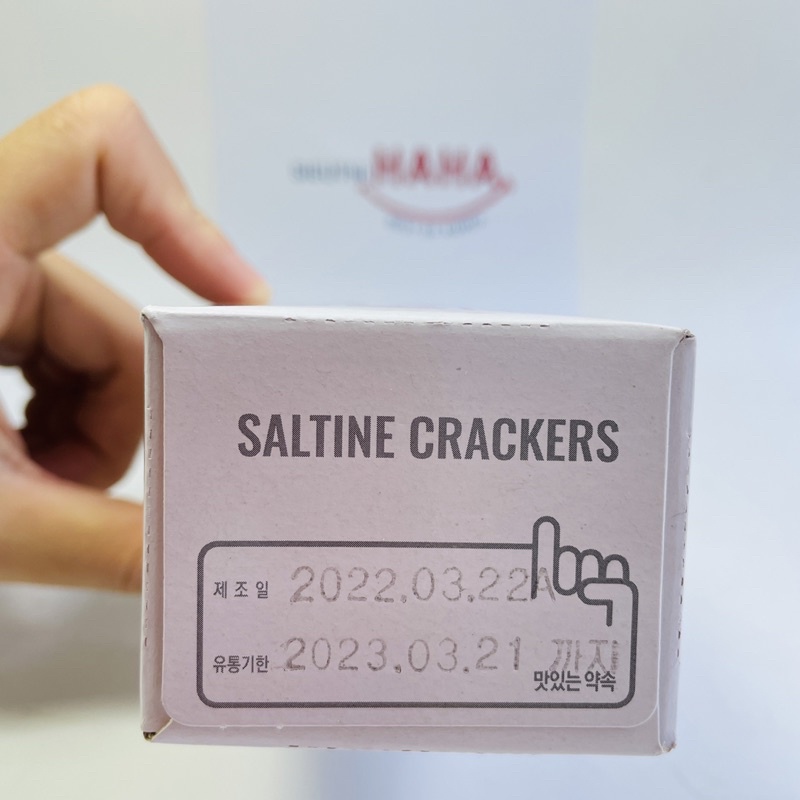 HAHA
SALTINE CRACKERS
제조일 2022.03.22A
유통기한 2023.03.21 까지
맛있는 약속